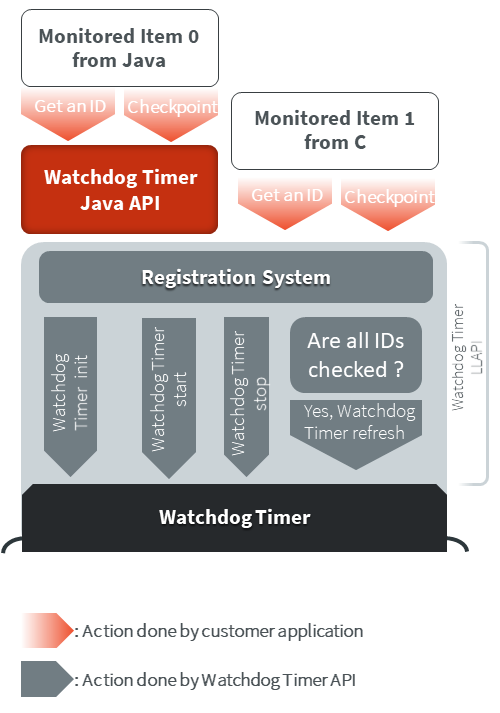 Monitored Item 0
from Java
Get an ID
Checkpoint
Monitored Item 1
from C
Watchdog Timer
Java API
Get an ID
Checkpoint
Registration System
Watchdog
Timer init
Watchdog Timer
start
Watchdog Timer
stop
Are all IDs
checked ?
Yes, Watchdog
Timer refresh
Watchdog Timer
LLAPI
Watchdog Timer
: Action done by customer application
: Action done by Watchdog Timer API